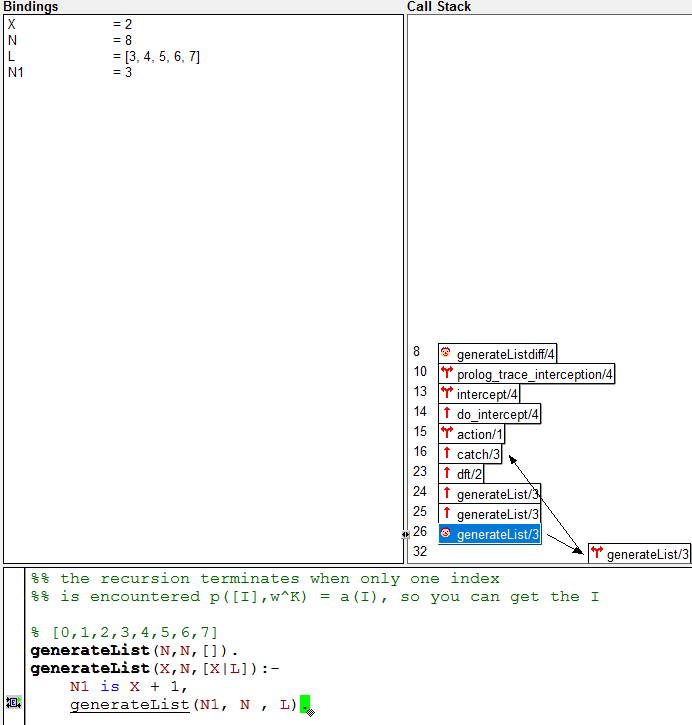 Bindings
X = 2
N = 8
L = [3, 4, 5, 6, 7]
N1 = 3
Call Stack
8 generateListdiff/4
10 prolog_trace_interception/4
13 intercept/4
14 do_intercept/4
15 action/1
16 catch/3
23 dft/2
24 generateList/3
25 generateList/3
26 generateList/3
32 generateList/3
%% the recursion terminates when only one index
%% is encountered p([I],w^K) = a(I), so you can get the I
% [0,1,2,3,4,5,6,7]
generateList(N,N,[]).
generateList(X,N,[X|L]):-
N1 is X + 1,
generateList(N1, N , L).